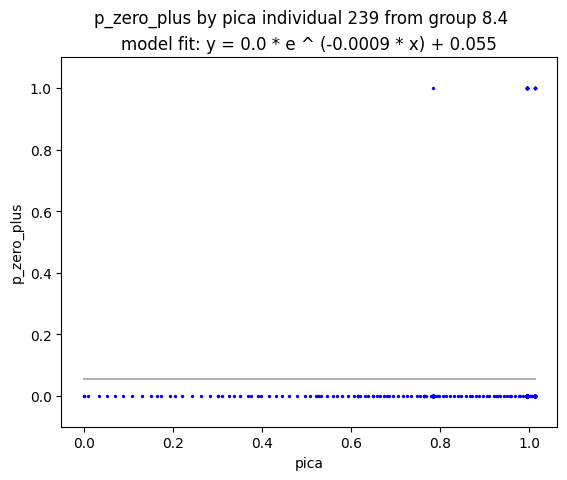 p_zero_plus by pica individual 239 from group 8.4
model fit: y = 0.0 * e ^ (-0.0009 * x) + 0.055
1.0
0.8
0.6
0.4
0.2
0.0
p_zero_plus
0.0 0.2 0.4 0.6 0.8 1.0
pica